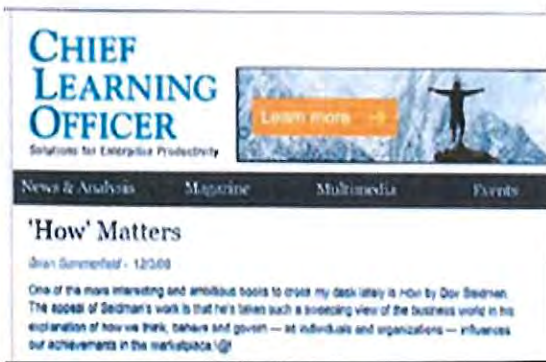 CHIEF
LEARNING
OFFICER
Solutions for Enterprise Productivity
Learn more
News & Analysis Magazine Multimedia Events
'How' Matters
Brian Summerfield - 12/3/08
One of the more interesting and ambitious books to cross my desk lately is How by Dov Seidman.
The appeal of Seidman's work is that he's taken such a sweeping view of the business world in his
explanation of how we think, behave and govern — as individuals and organizations — influences
our achievements in the marketplace.